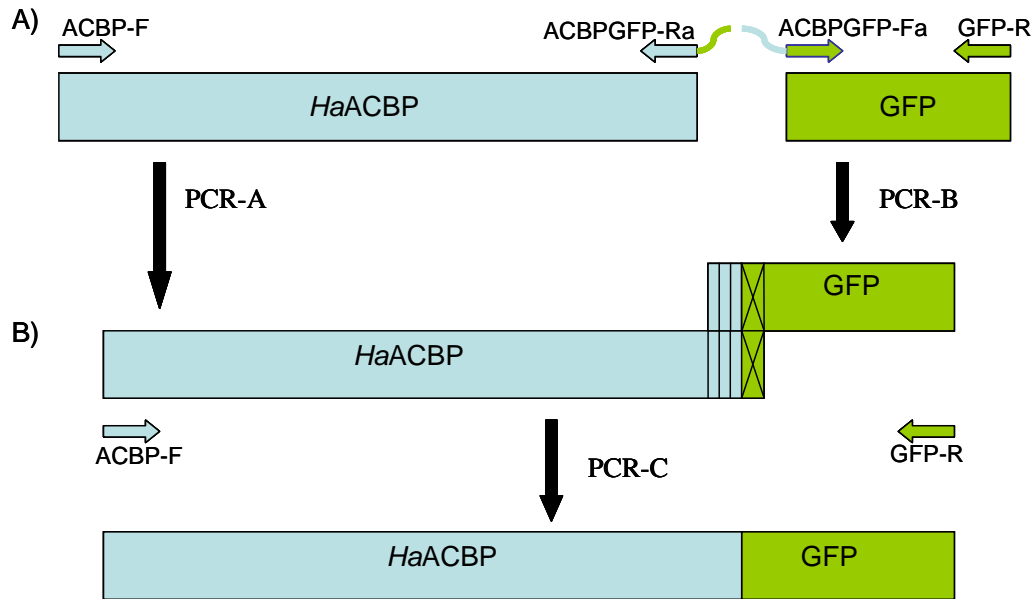 A)
ACBP-F
ACBPGFP-Ra
ACBPGFP-Fa
GFP-R
HaACBP
GFP
PCR-A
PCR-B
GFP
B)
HaACBP
ACBP-F
GFP-R
PCR-C
HaACBP
GFP